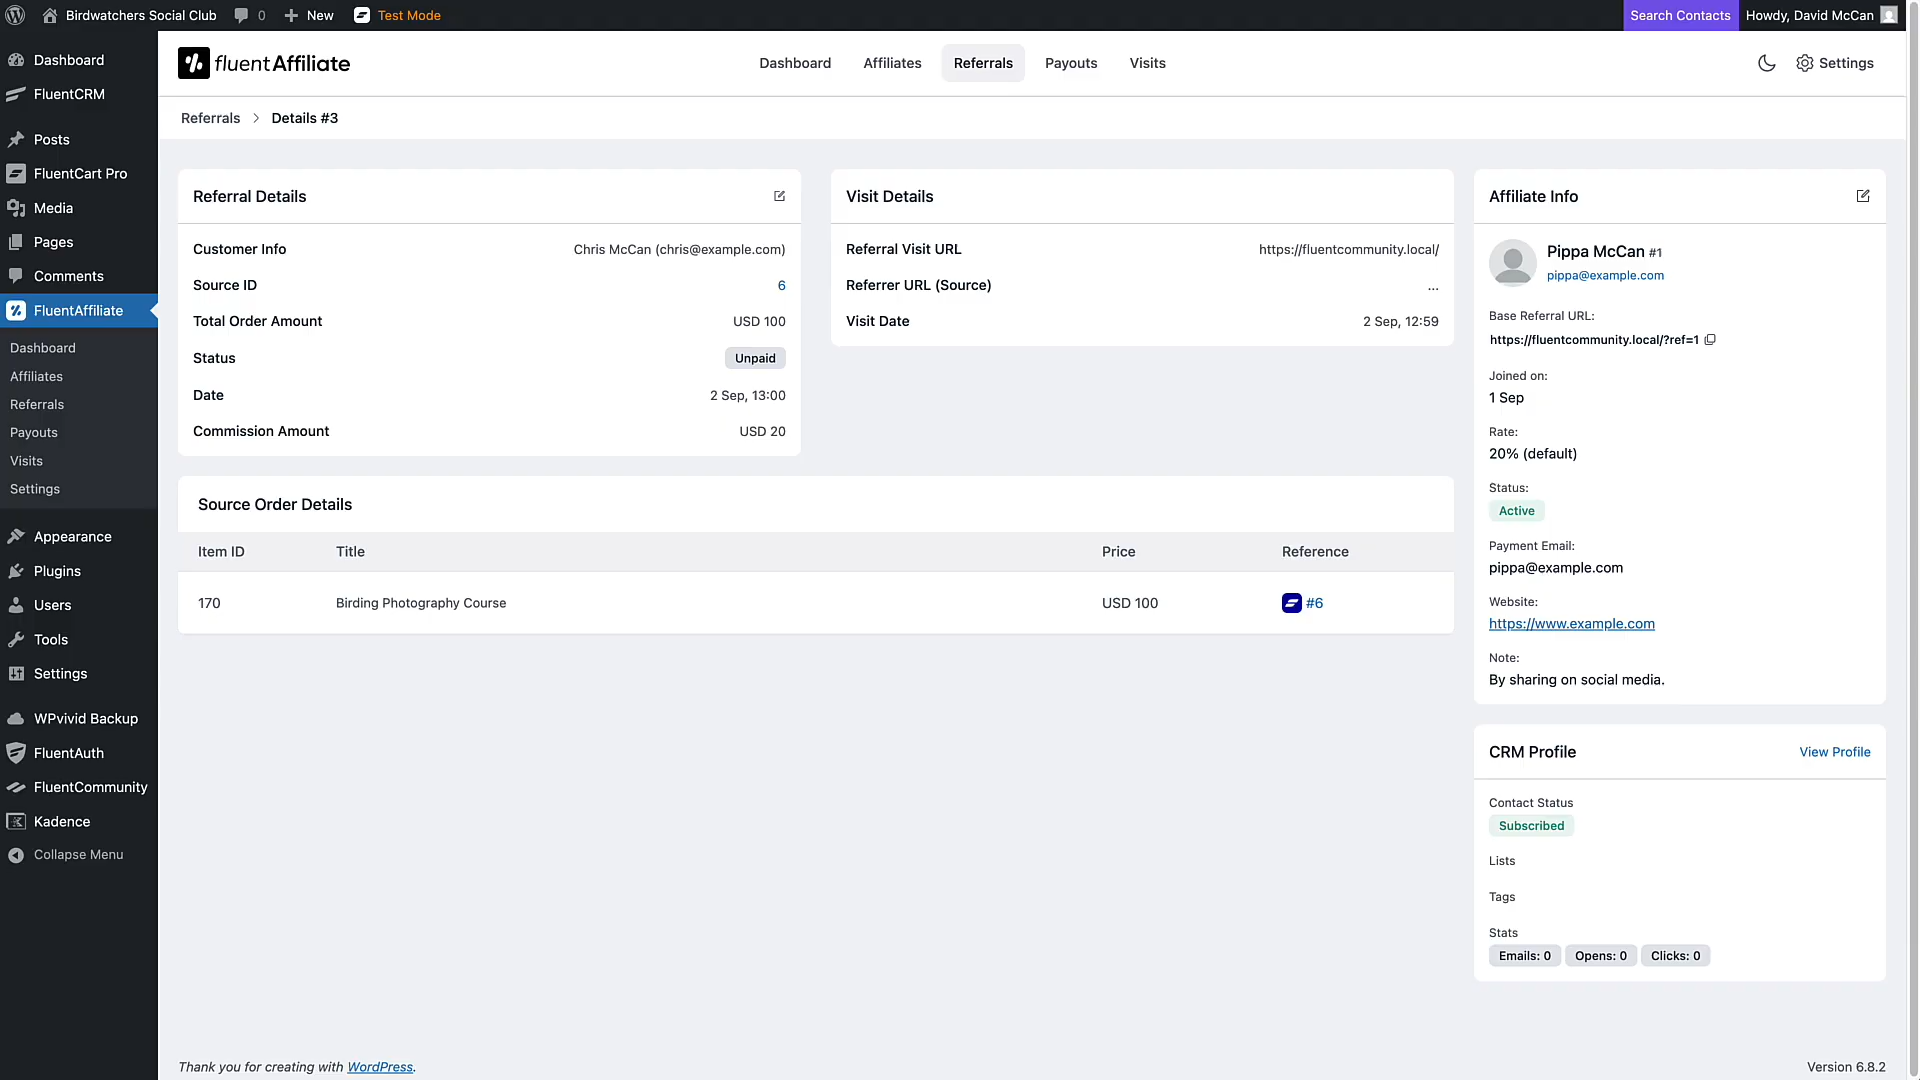 Birdwatchers Social Club
0
New
Test Mode
Search Contacts
Howdy, David McCan
Dashboard
FluentCRM
Posts
FluentCart Pro
Media
Pages
Comments
FluentAffiliate
Dashboard
Affiliates
Referrals
Payouts
Visits
Settings
Appearance
Plugins
Users
Tools
Settings
WPvivid Backup
FluentAuth
FluentCommunity
Kadence
Collapse Menu
fluentAffiliate
Dashboard
Affiliates
Referrals
Payouts
Visits
Settings
Referrals > Details #3
Referral Details
Customer Info Chris McCan (chris@example.com)
Source ID 6
Total Order Amount USD 100
Status Unpaid
Date 2 Sep, 13:00
Commission Amount USD 20
Visit Details
Referral Visit URL https://fluentcommunity.local/
Referrer URL (Source) ...
Visit Date 2 Sep, 12:59
Source Order Details
Item ID Title Price Reference
170 Birding Photography Course USD 100 #6
Affiliate Info
Pippa McCan #1
pippa@example.com
Base Referral URL:
https://fluentcommunity.local/?ref=1
Joined on:
1 Sep
Rate:
20% (default)
Status:
Active
Payment Email:
pippa@example.com
Website:
https://www.example.com
Note:
By sharing on social media.
CRM Profile View Profile
Contact Status
Subscribed
Lists
Tags
Stats
Emails: 0 Opens: 0 Clicks: 0
Thank you for creating with WordPress.
Version 6.8.2